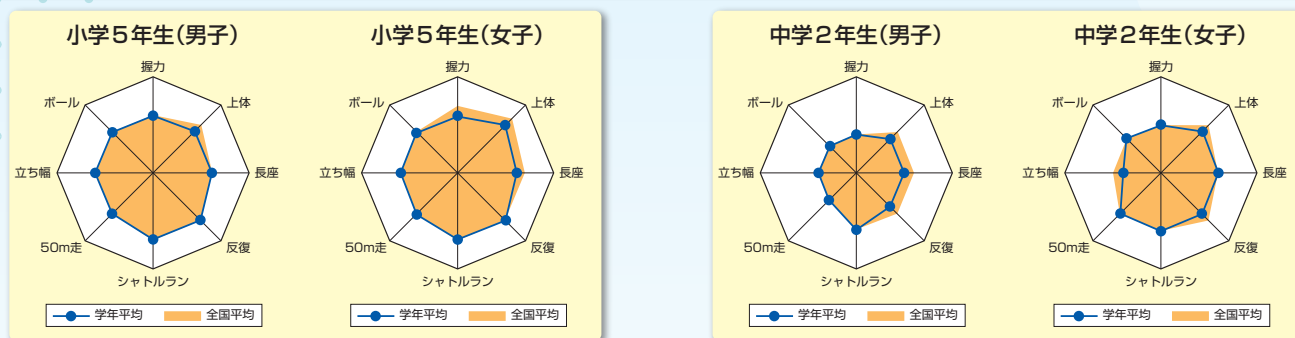 小学5年生(男子)
握力
上体
長座
反復
シャトルラン
50m走
立ち幅
ボール
学年平均 全国平均
小学5年生(女子)
握力
上体
長座
反復
シャトルラン
50m走
立ち幅
ボール
学年平均 全国平均
中学2年生(男子)
握力
上体
長座
反復
シャトルラン
50m走
立ち幅
ボール
学年平均 全国平均
中学2年生(女子)
握力
上体
長座
反復
シャトルラン
50m走
立ち幅
ボール
学年平均 全国平均